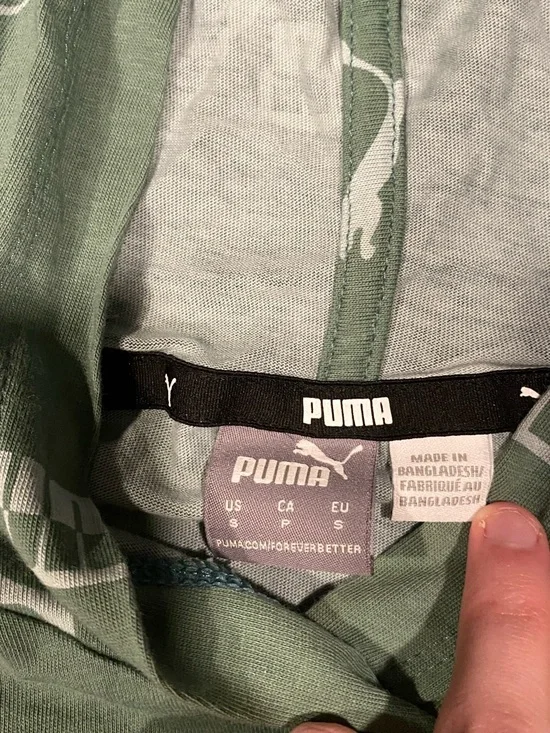 PUMA
PUMA
US CA EU
S P S
PUMA.COM/FOREVERBETTER
MADE IN
BANGLADESH/
FABRIQUÉ AU
BANGLADESH